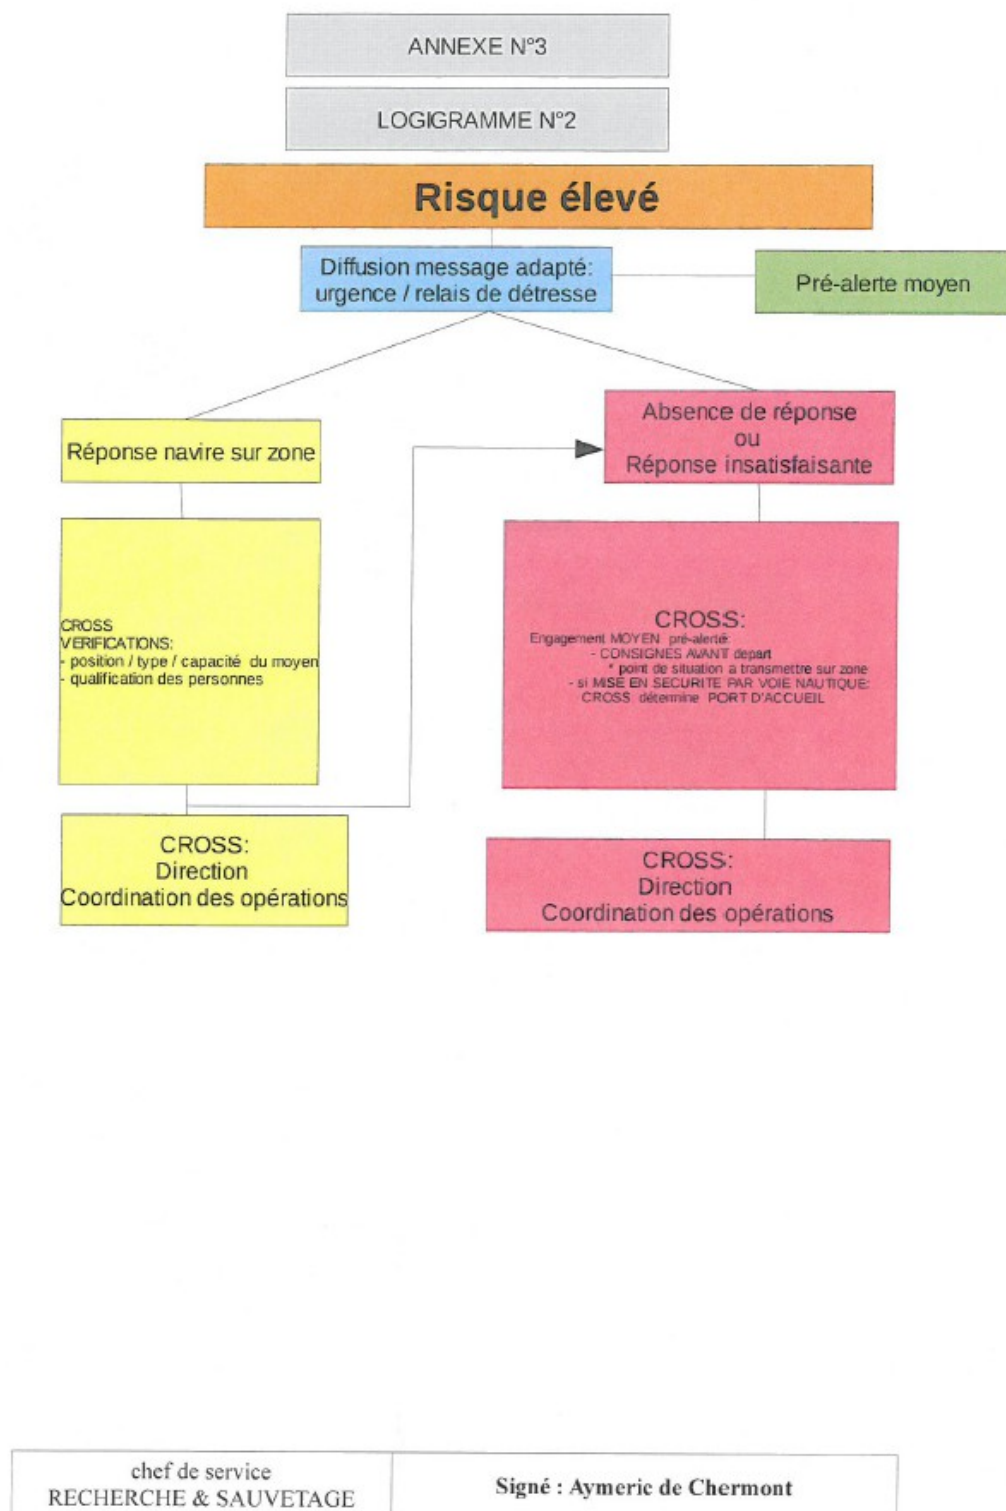 ANNEXE N°3
LOGIGRAMME N°2
Risque élevé
Diffusion message adapté:
urgence / relais de détresse
Pré-alerte moyen
Réponse navire sur zone
Absence de réponse
ou
Réponse insatisfaisante
CROSS
VERIFICATIONS:
- position / type / capacité du moyen
- qualification des personnes
CROSS:
Engagement MOYEN pré-alerté:
- CONSIGNES AVANT depart
* point de situation a transmettre sur zone
- si MISE EN SECURITE PAR VOIE NAUTIQUE:
CROSS détermine PORT D'ACCUEIL
CROSS:
Direction
Coordination des opérations
CROSS:
Direction
Coordination des opérations
chef de service
RECHERCHE & SAUVETAGE
Signé : Aymeric de Chermont